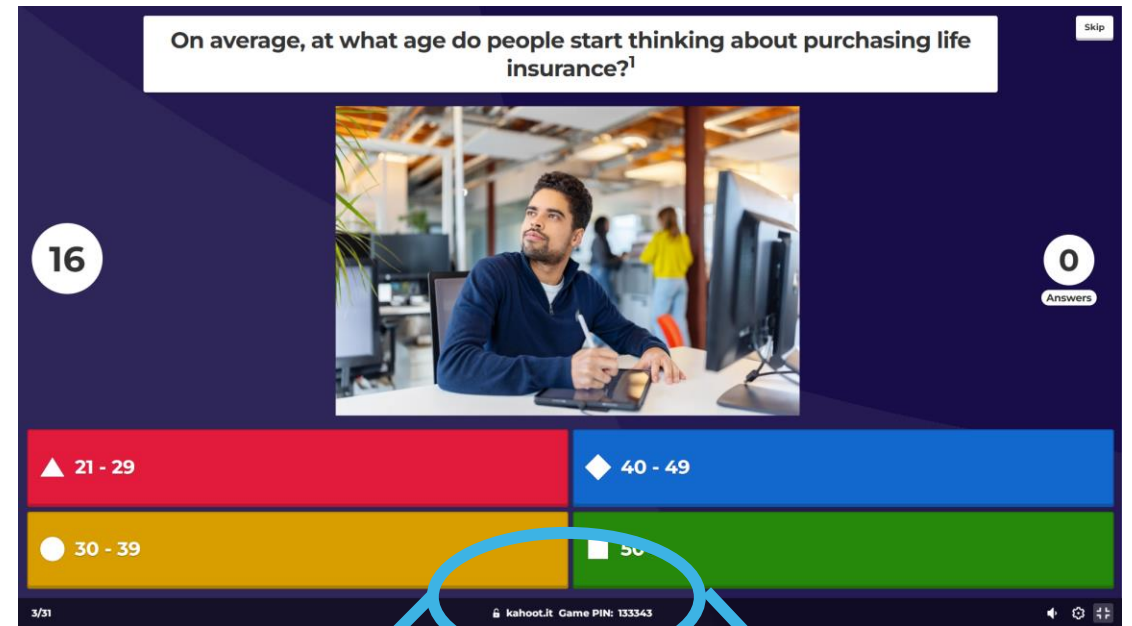 On average, at what age do people start thinking about purchasing life
insurance?¹
Skip
16
0
Answers
21 - 29
40 - 49
30 - 39
50
3/31
kahoot.it Game PIN: 133343